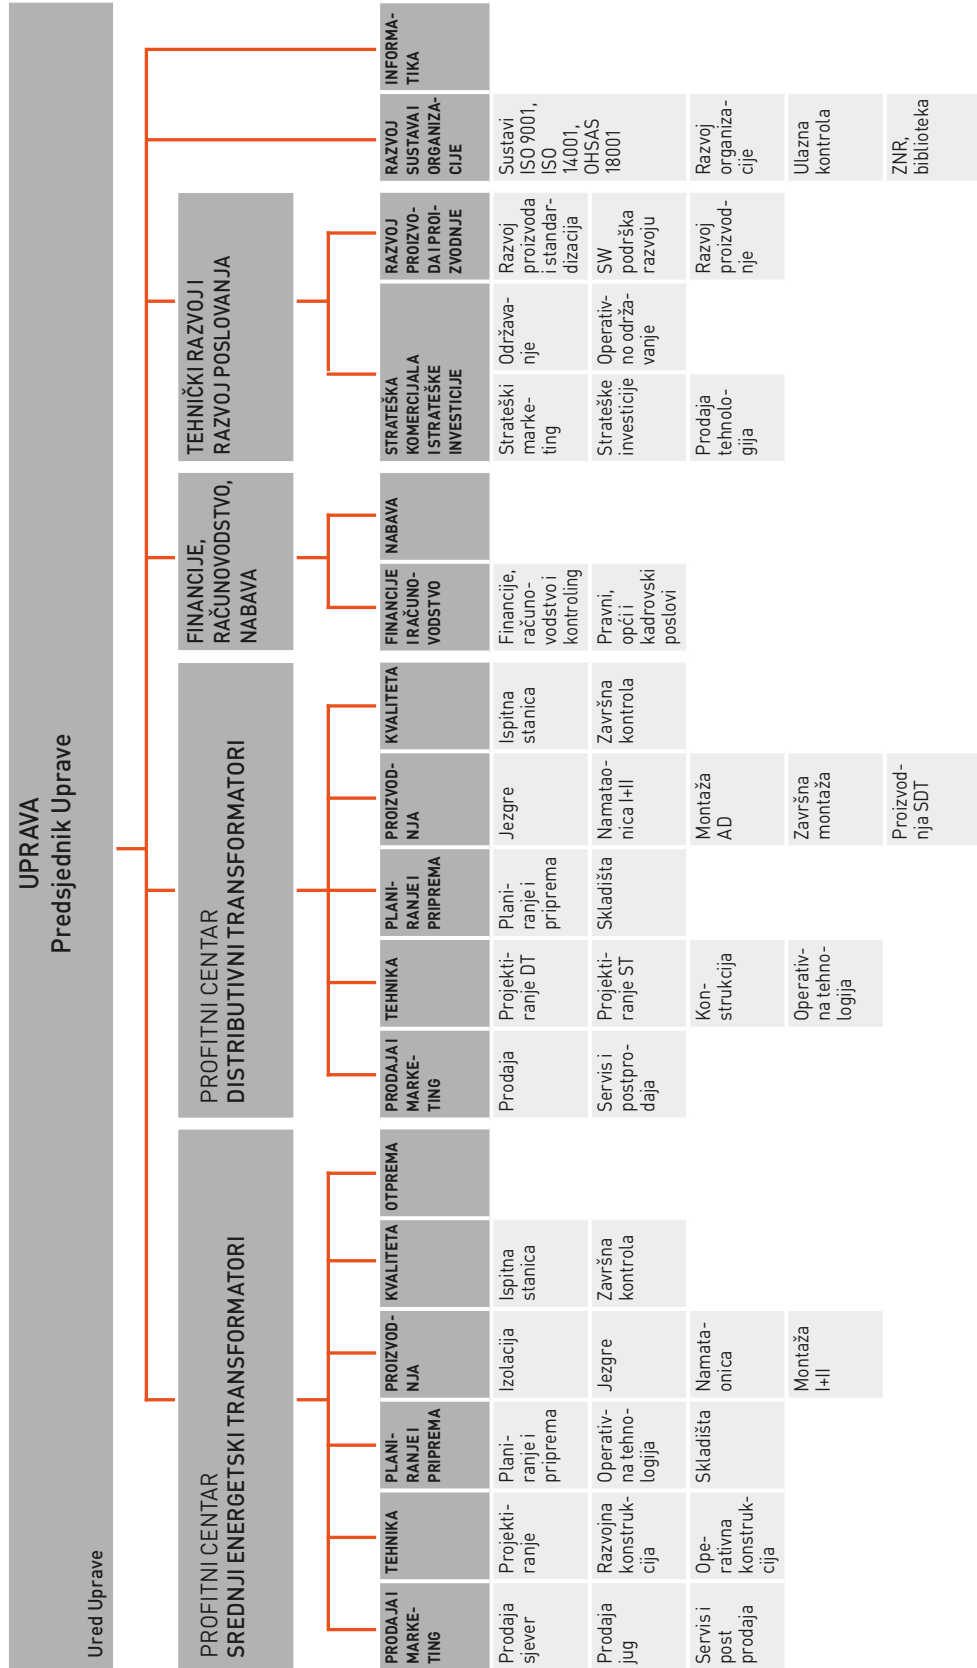 UPRAVA
Predsjednik Uprave
Ured Uprave
PROFITNI CENTAR
SREDNJI ENERGETSKI TRANSFORMATORI
PRODAJA I
MARKE-
TING
Prodaja
sjever
Prodaja
jug
Servis i
post
prodaja
TEHNIKA
Projekti-
ranje
Razvojna
konstruk-
cija
Ope-
rativna
konstruk-
cija
PLANI-
RANJE I
PRIPREMA
Plani-
ranje i
priprema
Operativ-
na tehno-
logija
Skladišta
PROIZVOD-
NJA
Izolacija
Jezgre
Namata-
onica
Montaža
I+II
KVALITETA
Ispitna
stanica
Završna
kontrola
OTPREMA
PROFITNI CENTAR
DISTRIBUTIVNI TRANSFORMATORI
PRODAJA I
MARKE-
TING
Prodaja
Servis i
postpro-
daja
TEHNIKA
Projekti-
ranje DT
Projekti-
ranje ST
Kon-
strukcija
Operativ-
na tehno-
logija
PLANI-
RANJE I
PRIPREMA
Plani-
ranje i
priprema
Skladišta
PROIZVOD-
NJA
Jezgre
Namatao-
nica I+II
Montaža
AD
Završna
montaža
Proizvod-
nja SDT
KVALITETA
Ispitna
stanica
Završna
kontrola
FINANCIJE,
RAČUNOVODSTVO,
NABAVA
FINANCIJE
I RAČUNO-
VODSTVO
Financije,
računo-
vodstvo i
kontroling
Pravni,
opći i
kadrovski
poslovi
NABAVA
TEHNIČKI RAZVOJ I
RAZVOJ POSLOVANJA
STRATEŠKA
KOMERCIJALA
I STRATEŠKE
INVESTICIJE
Strateški
marke-
ting
Strateške
investicije
Prodaja
tehnolo-
gija
Održava-
nje
Operativ-
no održa-
vanje
RAZVOJ
PROIZVO-
DA I PROI-
ZVODNJE
Razvoj
proizvoda
i standar-
dizacija
SW
podrška
razvoju
Razvoj
proizvod-
nje
RAZVOJ
SUSTAVA I
ORGANIZA-
CIJE
Sustavi
ISO 9001,
ISO
14001,
OHSAS
18001
Razvoj
organiza-
cije
Ulazna
kontrola
ZNR,
biblioteka
INFORMA-
TIKA